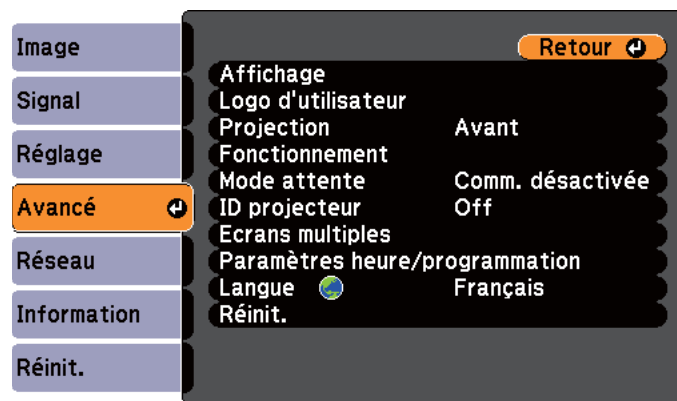 Image
Signal
Réglage
Avancé
Réseau
Information
Réinit.
Retour
Affichage
Logo d'utilisateur
Projection Avant
Fonctionnement
Mode attente Comm. désactivée
ID projecteur Off
Ecrans multiples
Paramètres heure/programmation
Langue Français
Réinit.